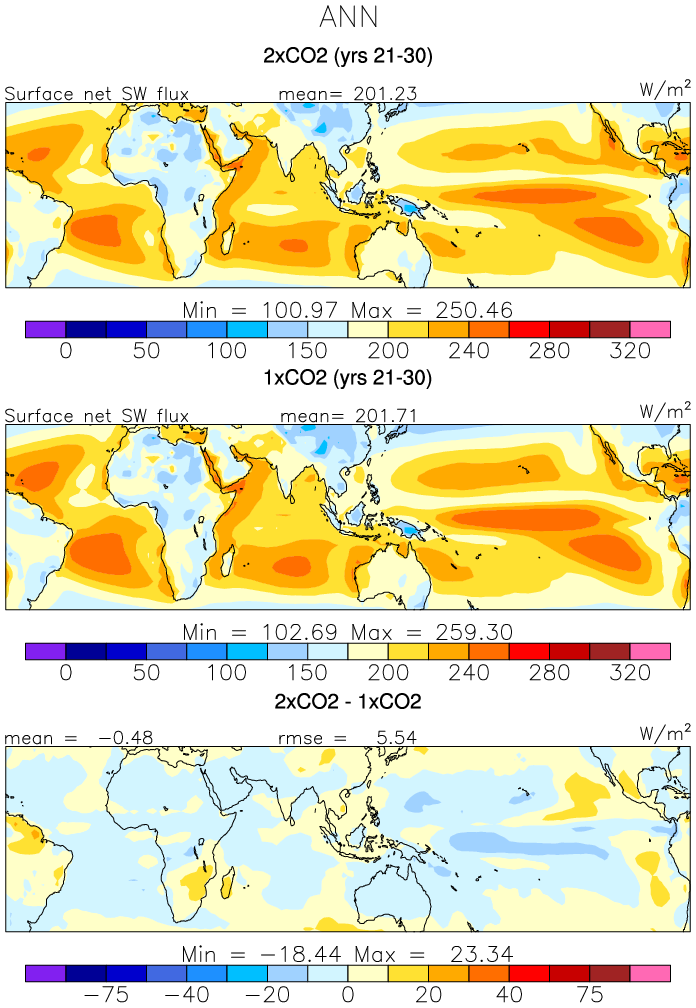 ANN
2xCO2 (yrs 21-30)
Surface net SW flux mean= 201.23 W/m²
Min = 100.97 Max = 250.46
0 50 100 150 200 240 280 320
1xCO2 (yrs 21-30)
Surface net SW flux mean= 201.71 W/m²
Min = 102.69 Max = 259.30
0 50 100 150 200 240 280 320
2xCO2 - 1xCO2
mean = -0.48 rmse = 5.54 W/m²
Min = -18.44 Max = 23.34
-75 -40 -20 0 20 40 75